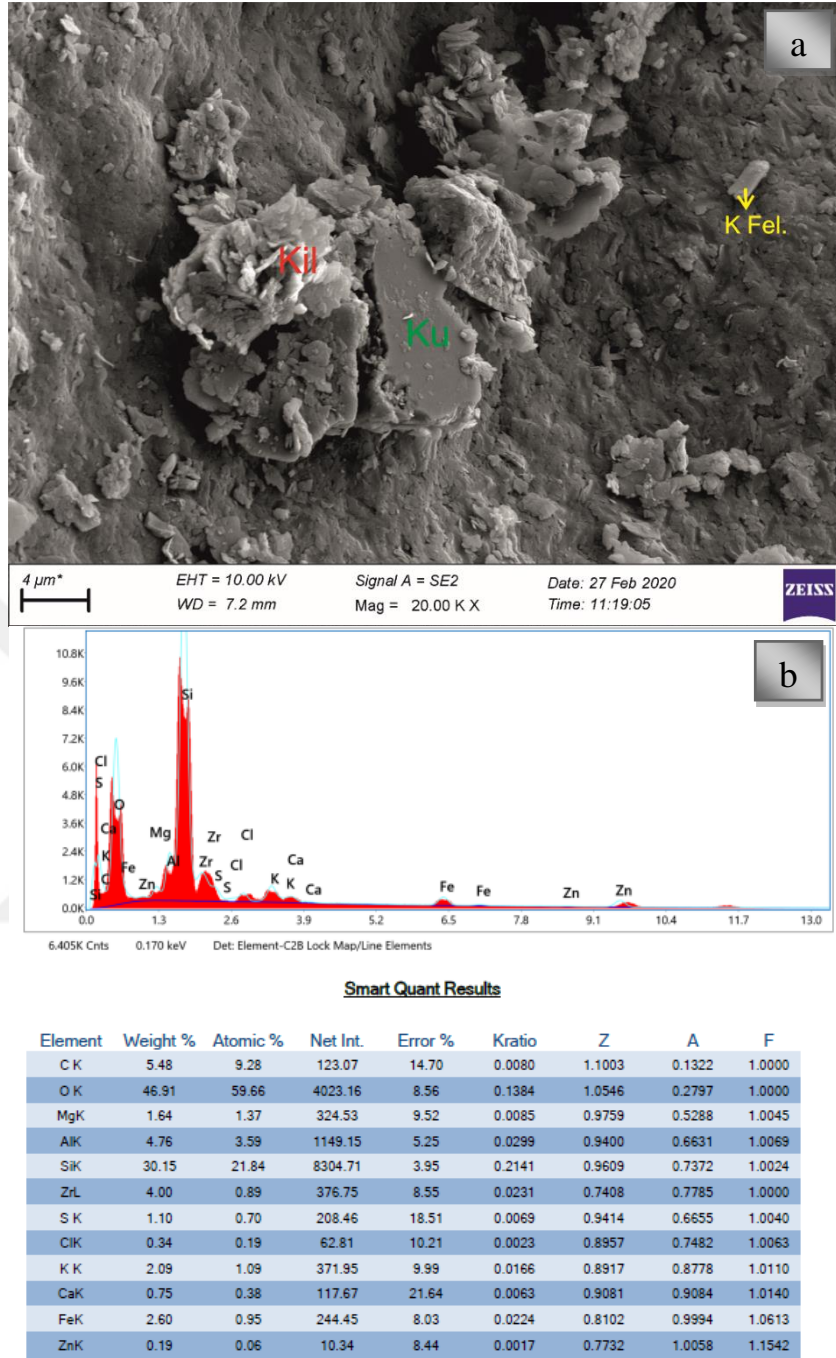 a
Kil
Ku
K Fel.
4 µm*
EHT = 10.00 kV
Signal A = SE2
Date: 27 Feb 2020
ZEISS
WD = 7.2 mm
Mag = 20.00 K X
Time: 11:19:05
b
10.8K
9.6K
8.4K
7.2K
6.0K
4.8K
3.6K
2.4K
1.2K
0.0K
Si
Cl
S
O
Ca
K
C
Si
Fe
Zn
Mg
Al
Zr
Zr
S
S
Cl
Cl
K
K
Ca
Ca
Fe
Fe
Zn
Zn
0.0 1.3 2.6 3.9 5.2 6.5 7.8 9.1 10.4 11.7 13.0
6.405K Cnts 0.170 keV Det: Element-C2B Lock Map/Line Elements
Smart Quant Results
Element Weight % Atomic % Net Int. Error % Kratio Z A F
C K 5.48 9.28 123.07 14.70 0.0080 1.1003 0.1322 1.0000
O K 46.91 59.66 4023.16 8.56 0.1384 1.0546 0.2797 1.0000
MgK 1.64 1.37 324.53 9.52 0.0085 0.9759 0.5288 1.0045
AlK 4.76 3.59 1149.15 5.25 0.0299 0.9400 0.6631 1.0069
SiK 30.15 21.84 8304.71 3.95 0.2141 0.9609 0.7372 1.0024
ZrL 4.00 0.89 376.75 8.55 0.0231 0.7408 0.7785 1.0000
S K 1.10 0.70 208.46 18.51 0.0069 0.9414 0.6655 1.0040
ClK 0.34 0.19 62.81 10.21 0.0023 0.8957 0.7482 1.0063
K K 2.09 1.09 371.95 9.99 0.0166 0.8917 0.8778 1.0110
CaK 0.75 0.38 117.67 21.64 0.0063 0.9081 0.9084 1.0140
FeK 2.60 0.95 244.45 8.03 0.0224 0.8102 0.9994 1.0613
ZnK 0.19 0.06 10.34 8.44 0.0017 0.7732 1.0058 1.1542